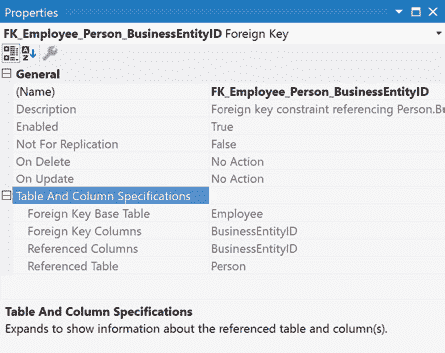 Properties
FK_Employee_Person_BusinessEntityID Foreign Key
General
(Name) FK_Employee_Person_BusinessEntityID
Description Foreign key constraint referencing Person.Bu
Enabled True
Not For Replication False
On Delete No Action
On Update No Action
Table And Column Specifications
Foreign Key Base Table Employee
Foreign Key Columns BusinessEntityID
Referenced Columns BusinessEntityID
Referenced Table Person
Table And Column Specifications
Expands to show information about the referenced table and column(s).